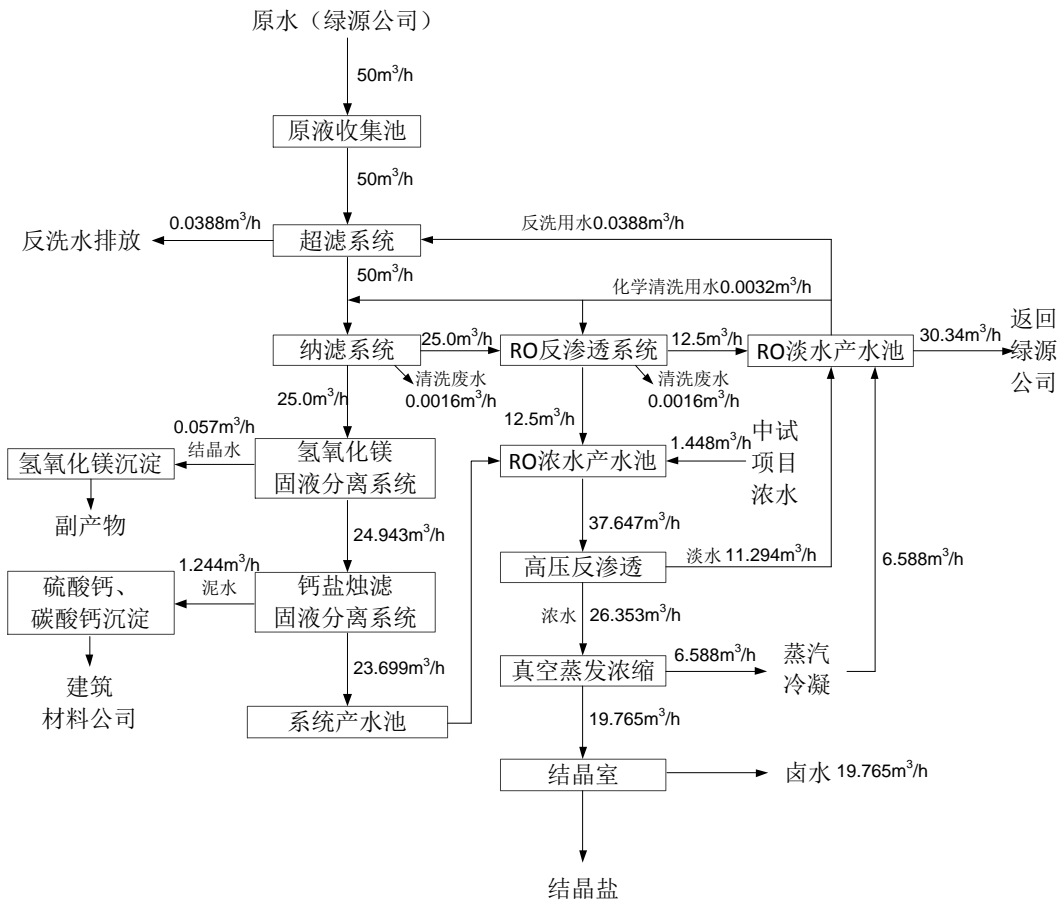 原水（绿源公司）
50m³/h
原液收集池
50m³/h
0.0388m³/h
反洗用水0.0388m³/h
反洗水排放
超滤系统
50m³/h
化学清洗用水0.0032m³/h
纳滤系统
25.0m³/h
RO反渗透系统
12.5m³/h
RO淡水产水池
30.34m³/h
返回
绿源
公司
清洗废水
0.0016m³/h
清洗废水
0.0016m³/h
25.0m³/h
12.5m³/h
0.057m³/h
结晶水
氢氧化镁沉淀
氢氧化镁
固液分离系统
RO浓水产水池
1.448m³/h
中试
项目
浓水
副产物
24.943m³/h
37.647m³/h
1.244m³/h
泥水
硫酸钙、
碳酸钙沉淀
钙盐烛滤
固液分离系统
高压反渗透
淡水 11.294m³/h
6.588m³/h
浓水
26.353m³/h
23.699m³/h
建筑
材料公司
真空蒸发浓缩
6.588m³/h
蒸汽
冷凝
系统产水池
19.765m³/h
结晶室
卤水 19.765m³/h
结晶盐